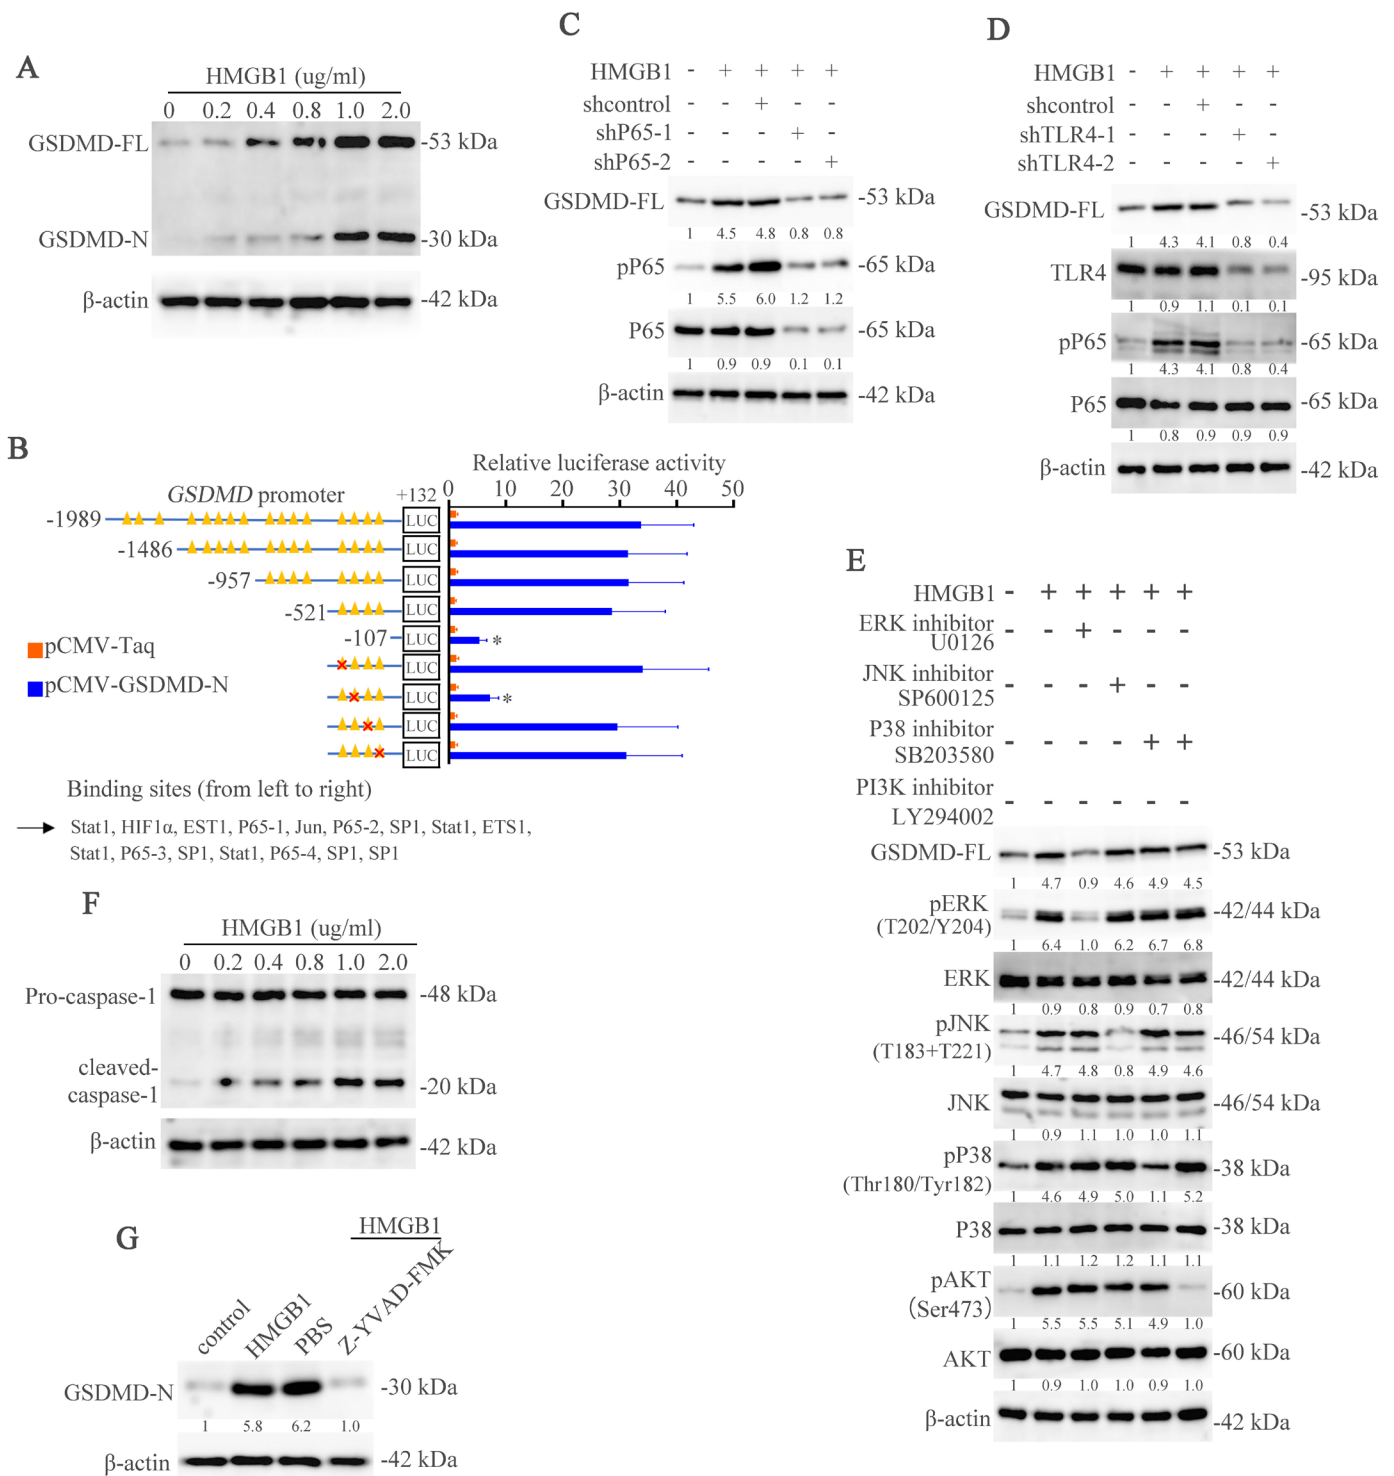 A
HMGB1 (ug/ml)
0 0.2 0.4 0.8 1.0 2.0
GSDMD-FL -53 kDa
GSDMD-N -30 kDa
β-actin -42 kDa
B
Relative luciferase activity
GSDMD promoter +132 0 10 20 30 40 50
-1989 LUC
-1486 LUC
-957 LUC
-521 LUC
-107 LUC *
pCMV-Taq
LUC
pCMV-GSDMD-N
LUC *
LUC
LUC
Binding sites (from left to right)
Stat1, HIF1α, EST1, P65-1, Jun, P65-2, SP1, Stat1, ETS1,
Stat1, P65-3, SP1, Stat1, P65-4, SP1, SP1
C
HMGB1 - + + + +
shcontrol - - + - -
shP65-1 - - - + -
shP65-2 - - - - +
GSDMD-FL -53 kDa
1 4.5 4.8 0.8 0.8
pP65 -65 kDa
1 5.5 6.0 1.2 1.2
P65 -65 kDa
1 0.9 0.9 0.1 0.1
β-actin -42 kDa
D
HMGB1 - + + + +
shcontrol - - + - -
shTLR4-1 - - - + -
shTLR4-2 - - - - +
GSDMD-FL -53 kDa
1 4.3 4.1 0.8 0.4
TLR4 -95 kDa
1 0.9 1.1 0.1 0.1
pP65 -65 kDa
1 4.3 4.1 0.8 0.4
P65 -65 kDa
1 0.8 0.9 0.9 0.9
β-actin -42 kDa
E
HMGB1 - + + + + +
ERK inhibitor
U0126 - - + - - -
JNK inhibitor
SP600125 - - - + - -
P38 inhibitor
SB203580 - - - - + +
PI3K inhibitor
LY294002 - - - - - -
GSDMD-FL -53 kDa
1 4.7 0.9 4.6 4.9 4.5
pERK
(T202/Y204) -42/44 kDa
1 6.4 1.0 6.2 6.7 6.8
ERK -42/44 kDa
1 0.9 0.8 0.9 0.7 0.8
pJNK
(T183+T221) -46/54 kDa
1 4.7 4.8 0.8 4.9 4.6
JNK -46/54 kDa
1 0.9 1.1 1.0 1.0 1.1
pP38
(Thr180/Tyr182) -38 kDa
1 4.6 4.9 5.0 1.1 5.2
P38 -38 kDa
1 1.1 1.2 1.2 1.1 1.1
pAKT
(Ser473) -60 kDa
1 5.5 5.5 5.1 4.9 1.0
AKT -60 kDa
1 0.9 1.0 1.0 0.9 1.0
β-actin -42 kDa
F
HMGB1 (ug/ml)
0 0.2 0.4 0.8 1.0 2.0
Pro-caspase-1 -48 kDa
cleaved-
caspase-1 -20 kDa
β-actin -42 kDa
G
HMGB1
control HMGB1 PBS Z-YVAD-FMK
GSDMD-N -30 kDa
1 5.8 6.2 1.0
β-actin -42 kDa